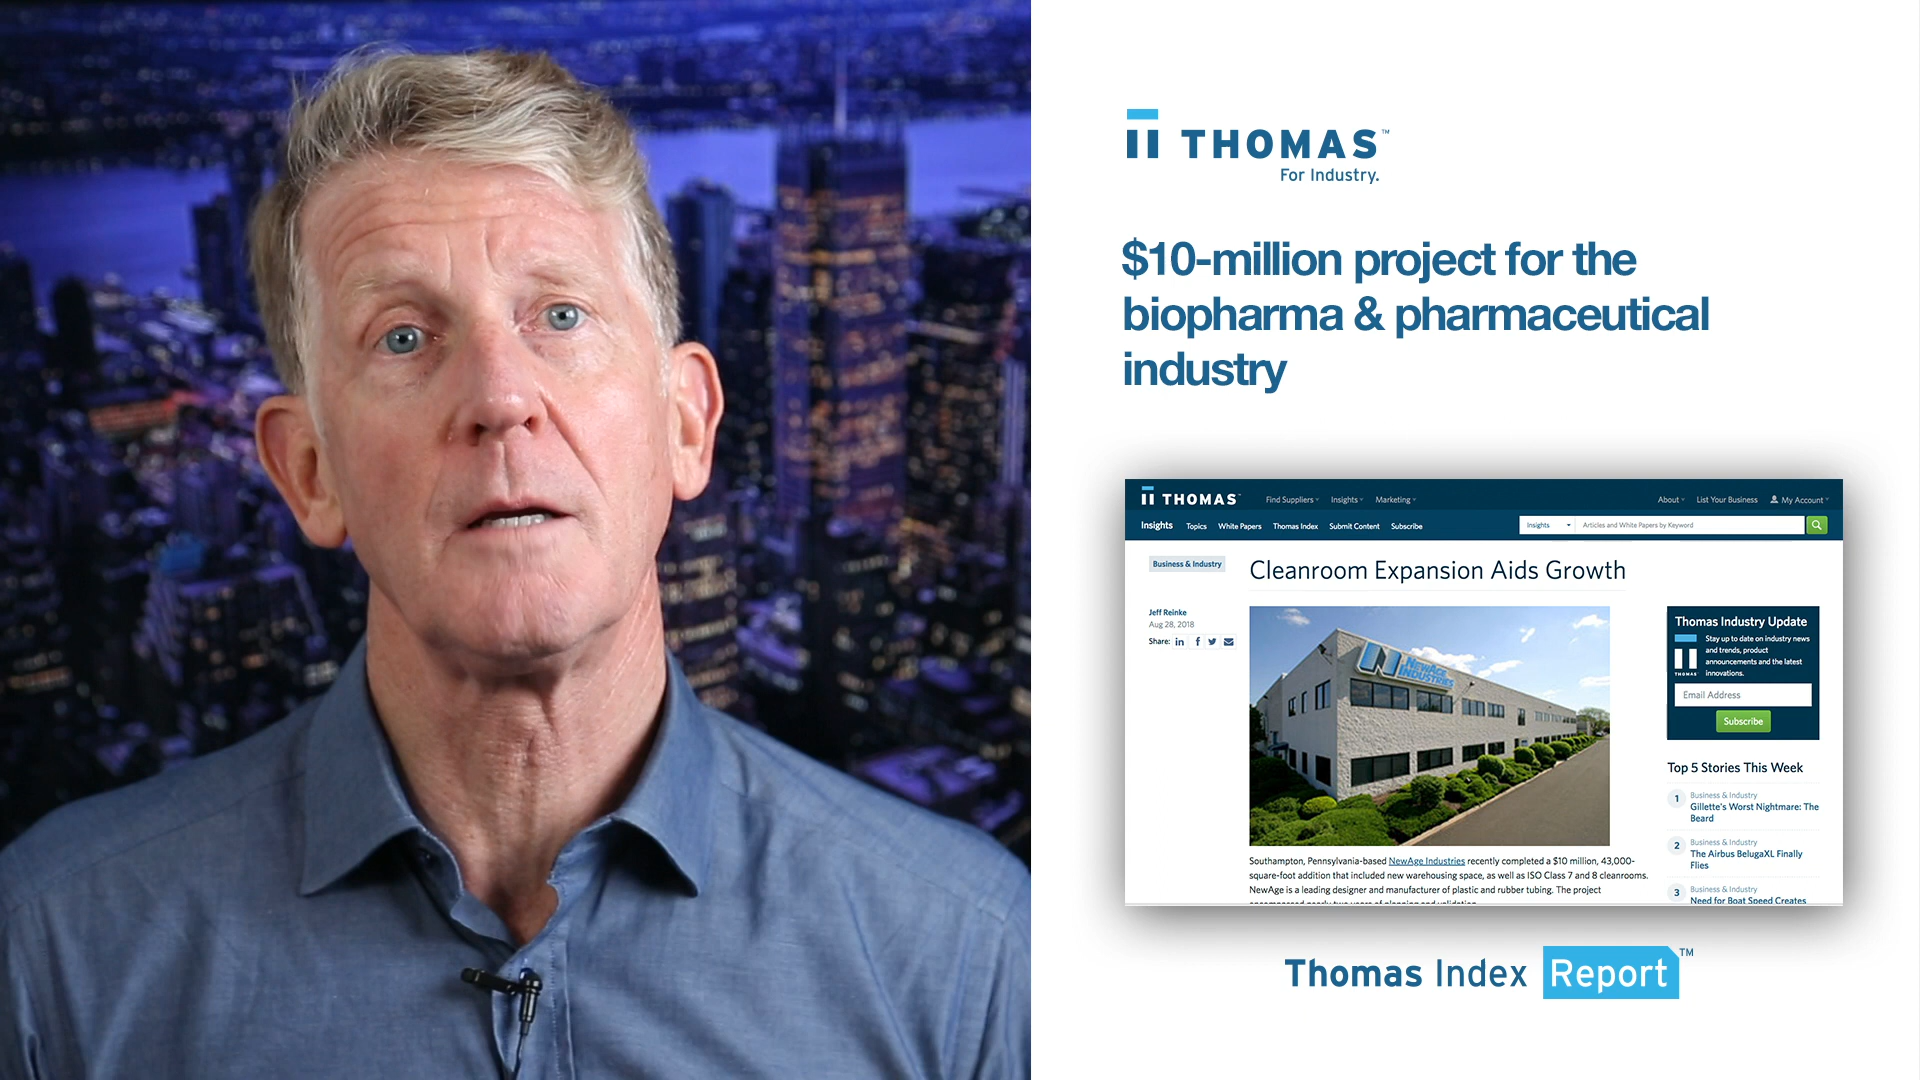 THOMAS™
For Industry.
$10-million project for the
biopharma & pharmaceutical
industry
THOMAS
Find Suppliers
Insights
Marketing
About
List Your Business
My Account
Insights
Topics
White Papers
Thomas Index
Submit Content
Subscribe
Insights
Articles and White Papers by Keyword
Business & Industry
Cleanroom Expansion Aids Growth
Jeff Reinke
Aug 28, 2018
Share:
NewAge
Industries
Southampton, Pennsylvania-based NewAge Industries recently completed a $10 million, 43,000-
square-foot addition that included new warehousing space, as well as ISO Class 7 and 8 cleanrooms.
NewAge is a leading designer and manufacturer of plastic and rubber tubing. The project
Thomas Industry Update
Stay up to date on industry news
and trends, product
announcements and the latest
innovations.
THOMAS
Email Address
Subscribe
Top 5 Stories This Week
1
Business & Industry
Gillette's Worst Nightmare: The
Beard
2
Business & Industry
The Airbus BelugaXL Finally
Flies
3
Business & Industry
Need for Boat Speed Creates
Thomas Index Report™